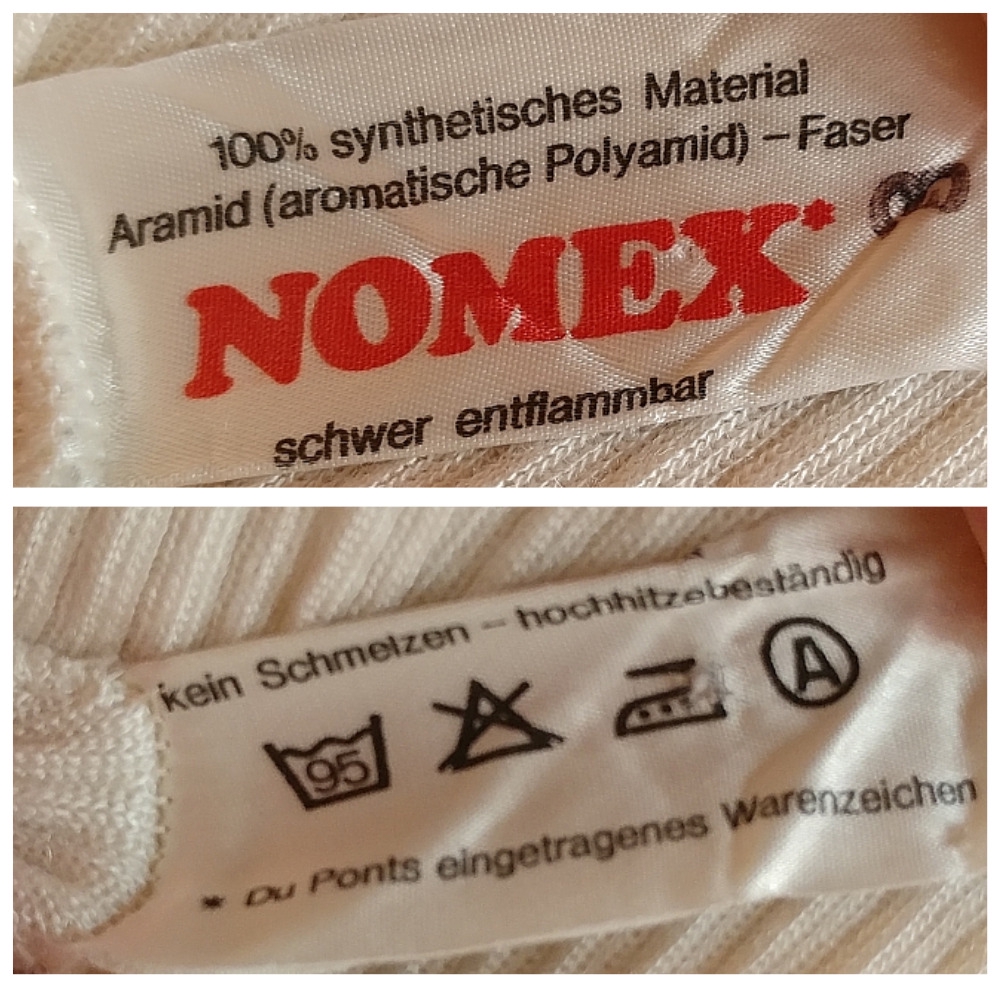 100% synthetisches Material
Aramid (aromatische Polyamid) – Faser
NOMEX*
schwer entflammbar
kein Schmelzen – hochhitzebeständig
95 A
* Du Ponts eingetragenes Warenzeichen